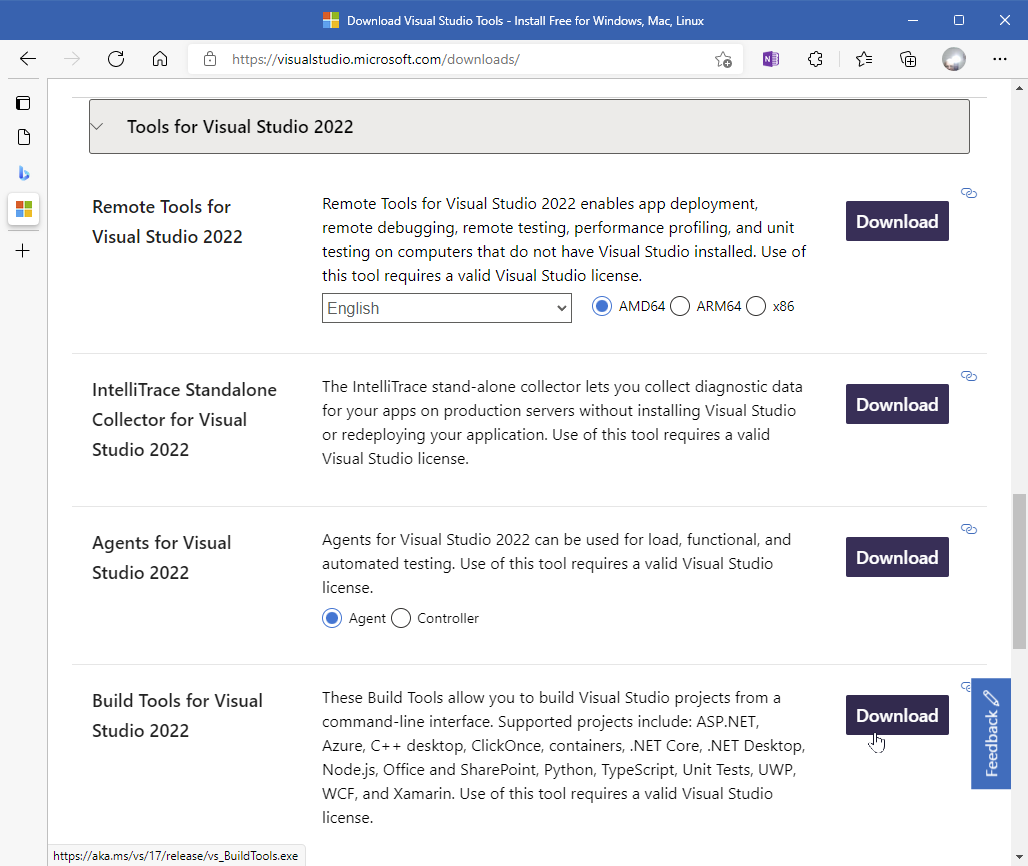 Download Visual Studio Tools - Install Free for Windows, Mac, Linux
https://visualstudio.microsoft.com/downloads/
Tools for Visual Studio 2022
Remote Tools for
Visual Studio 2022
Remote Tools for Visual Studio 2022 enables app deployment,
remote debugging, remote testing, performance profiling, and unit
testing on computers that do not have Visual Studio installed. Use of
this tool requires a valid Visual Studio license.
English
AMD64 ARM64 x86
Download
IntelliTrace Standalone
Collector for Visual
Studio 2022
The IntelliTrace stand-alone collector lets you collect diagnostic data
for your apps on production servers without installing Visual Studio
or redeploying your application. Use of this tool requires a valid
Visual Studio license.
Download
Agents for Visual
Studio 2022
Agents for Visual Studio 2022 can be used for load, functional, and
automated testing. Use of this tool requires a valid Visual Studio
license.
Agent Controller
Download
Build Tools for Visual
Studio 2022
These Build Tools allow you to build Visual Studio projects from a
command-line interface. Supported projects include: ASP.NET,
Azure, C++ desktop, ClickOnce, containers, .NET Core, .NET Desktop,
Node.js, Office and SharePoint, Python, TypeScript, Unit Tests, UWP,
WCF, and Xamarin. Use of this tool requires a valid Visual Studio
license.
Download
Feedback
https://aka.ms/vs/17/release/vs_BuildTools.exe